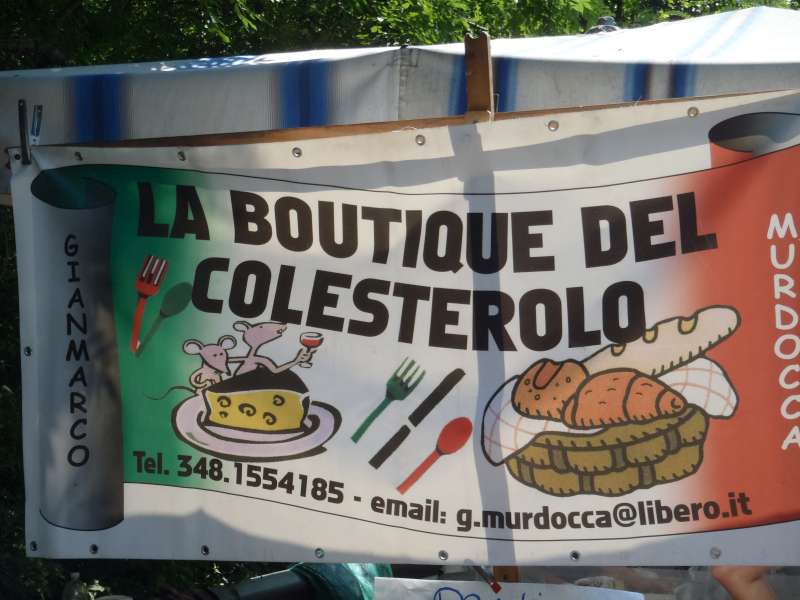 LA BOUTIQUE DEL
COLESTEROLO
GIANMARCO
MURDOCCA
Tel. 348.1554185 - email: g.murdocca@libero.it